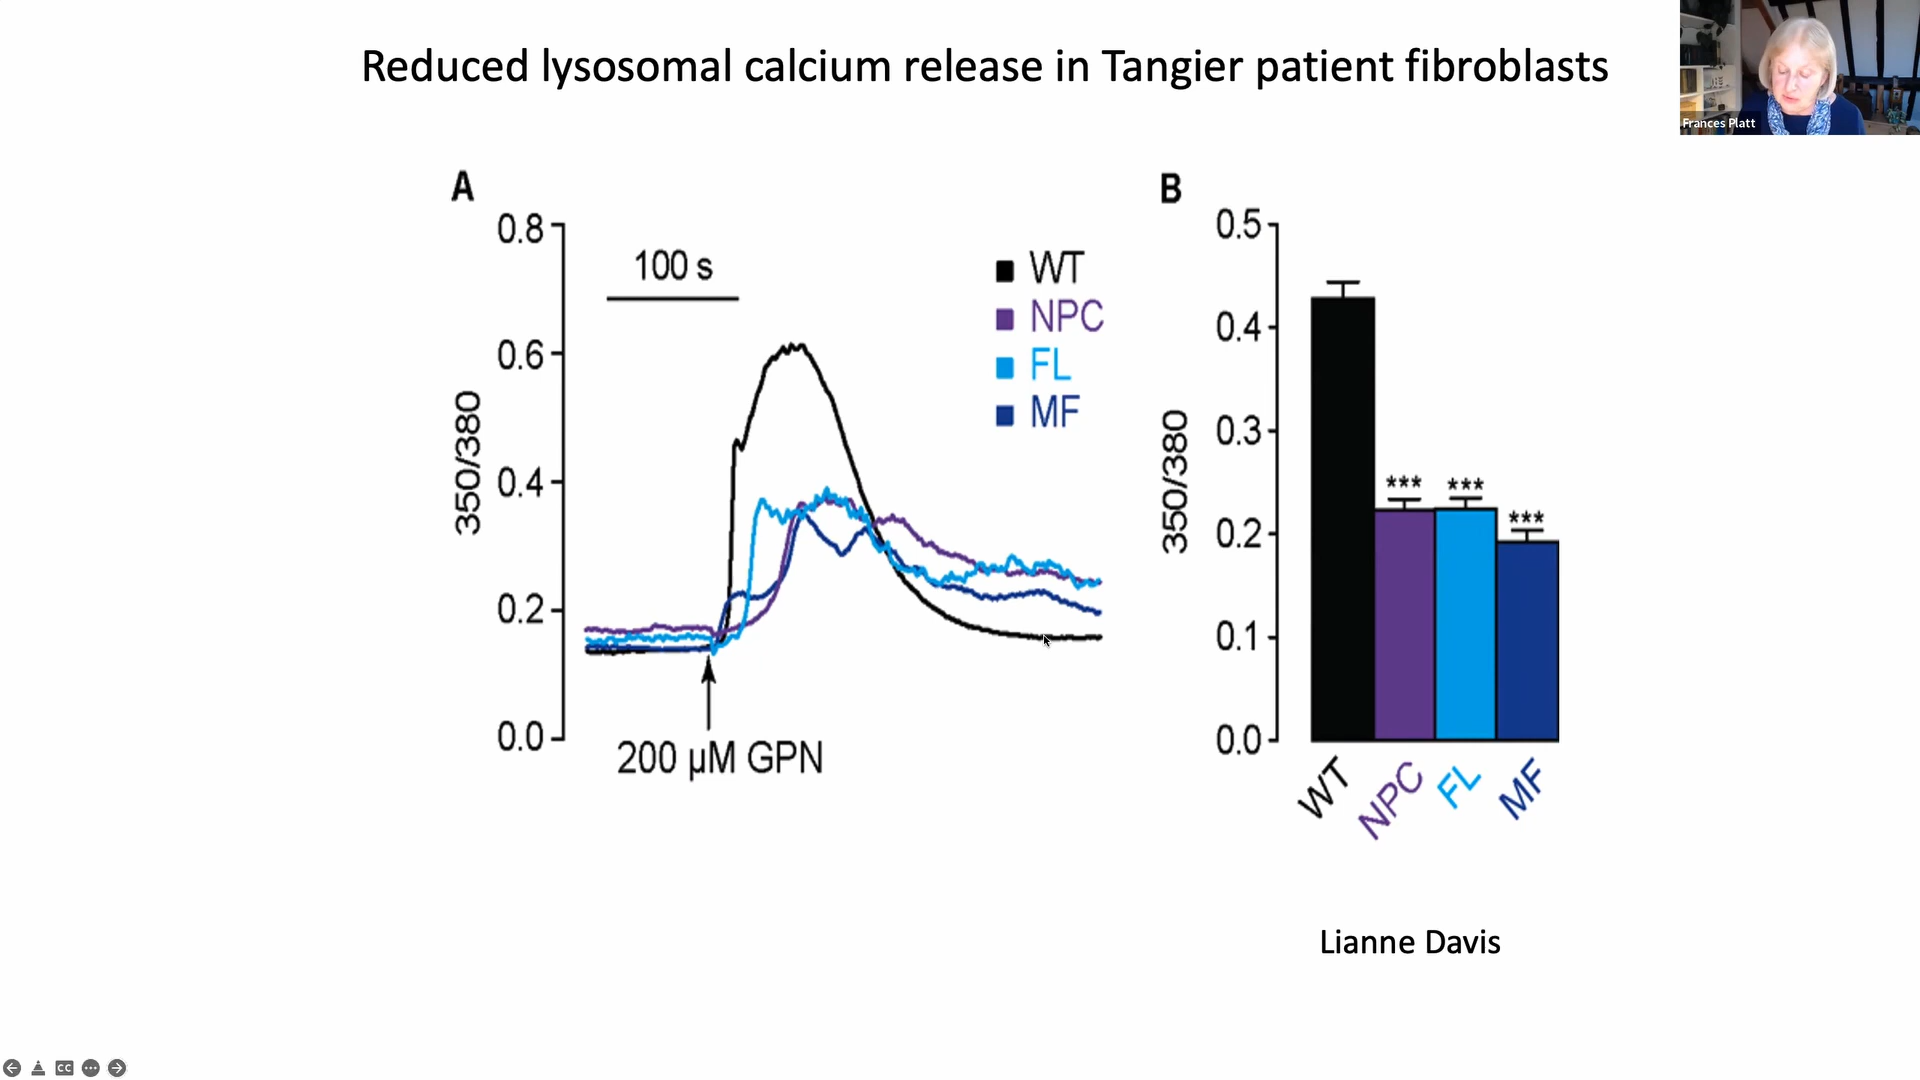 Reduced lysosomal calcium release in Tangier patient fibroblasts
Frances Platt
A
0.8
0.6
0.4
0.2
0.0
350/380
100 s
WT
NPC
FL
MF
200 µM GPN
B
0.5
0.4
0.3
0.2
0.1
0.0
350/380
***
***
***
WT
NPC
FL
MF
Lianne Davis
CC